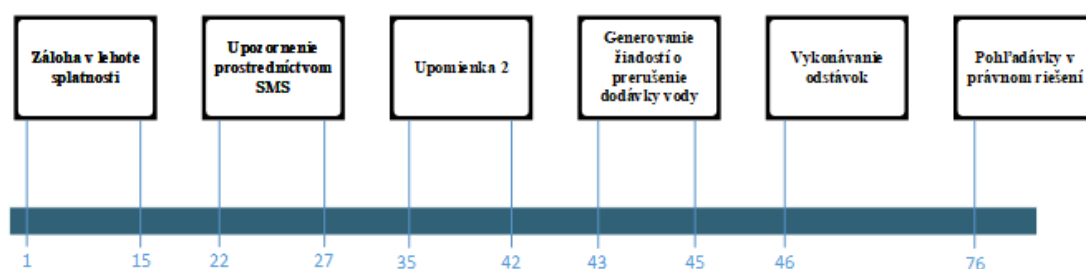 Záloha v lehote
splatnosti
Upozornenie
prostredníctvom
SMS
Upomienka 2
Generovanie
žiadostí o
prerušenie
dodávky vody
Vykonávanie
odstávok
Pohľadávky v
právnom riešení
1 15 22 27 35 42 43 45 46 76